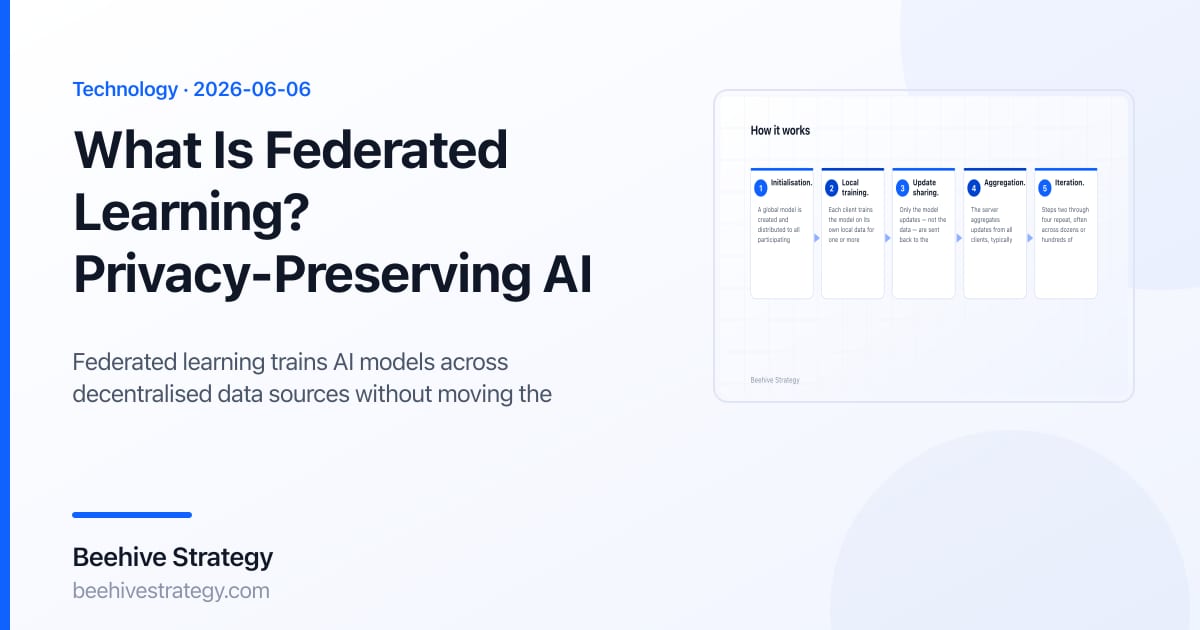 Technology · 2026-06-06
What Is Federated
Learning?
Privacy-Preserving AI
Federated learning trains AI models across
decentralised data sources without moving the
Beehive Strategy
beehivestrategy.com
How it works
1 Initialisation.
A global model is
created and
distributed to all
participating
2 Local
training.
Each client trains
the model on its
own local data for
one or more
3 Update
sharing.
Only the model
updates — not the
data — are sent
back to the
4 Aggregation.
The server
aggregates
updates from all
clients, typically
5 Iteration.
Steps two through
four repeat, often
across dozens or
hundreds of
Beehive Strategy